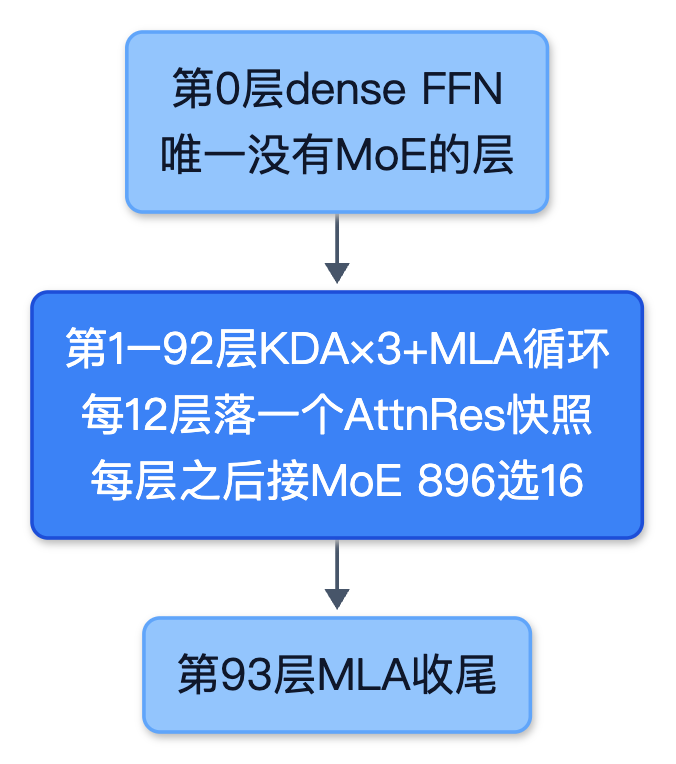 第0层dense FFN
唯一没有MoE的层
第1—92层KDA×3+MLA循环
每12层落一个AttnRes快照
每层之后接MoE 896选16
第93层MLA收尾